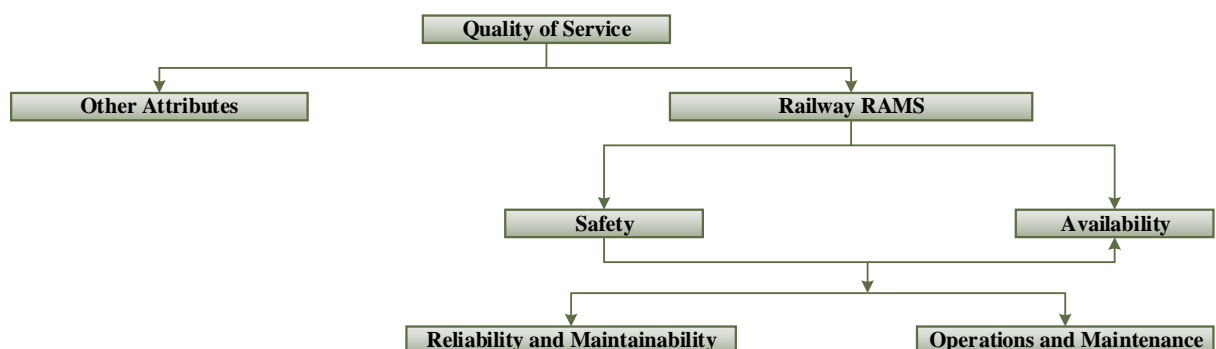 Quality of Service
Other Attributes
Railway RAMS
Safety
Availability
Reliability and Maintainability
Operations and Maintenance